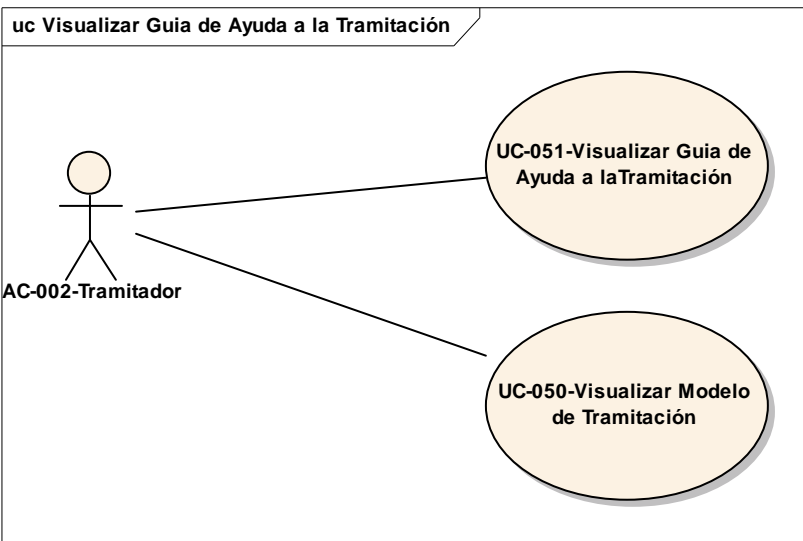 uc Visualizar Guia de Ayuda a la Tramitación
UC-051-Visualizar Guia de
Ayuda a laTramitación
AC-002-Tramitador
UC-050-Visualizar Modelo
de Tramitación